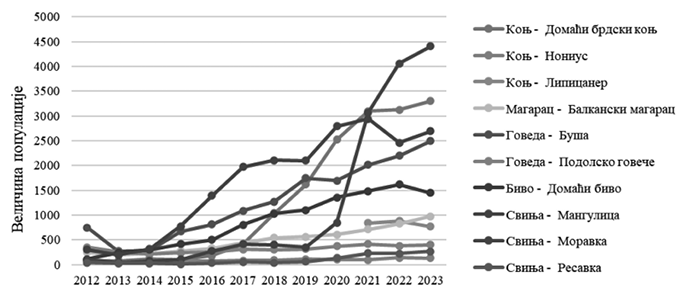 5000
4500
4000
3500
3000
2500
2000
1500
1000
500
0
Величина популације
2012 2013 2014 2015 2016 2017 2018 2019 2020 2021 2022 2023
Коњ - Домаћи брдски коњ
Коњ - Нониус
Коњ - Липицанер
Магарац - Балкански магарац
Говеда - Буша
Говеда - Подолско говече
Биво - Домаћи биво
Свиња - Мангулица
Свиња - Моравка
Свиња - Ресавка